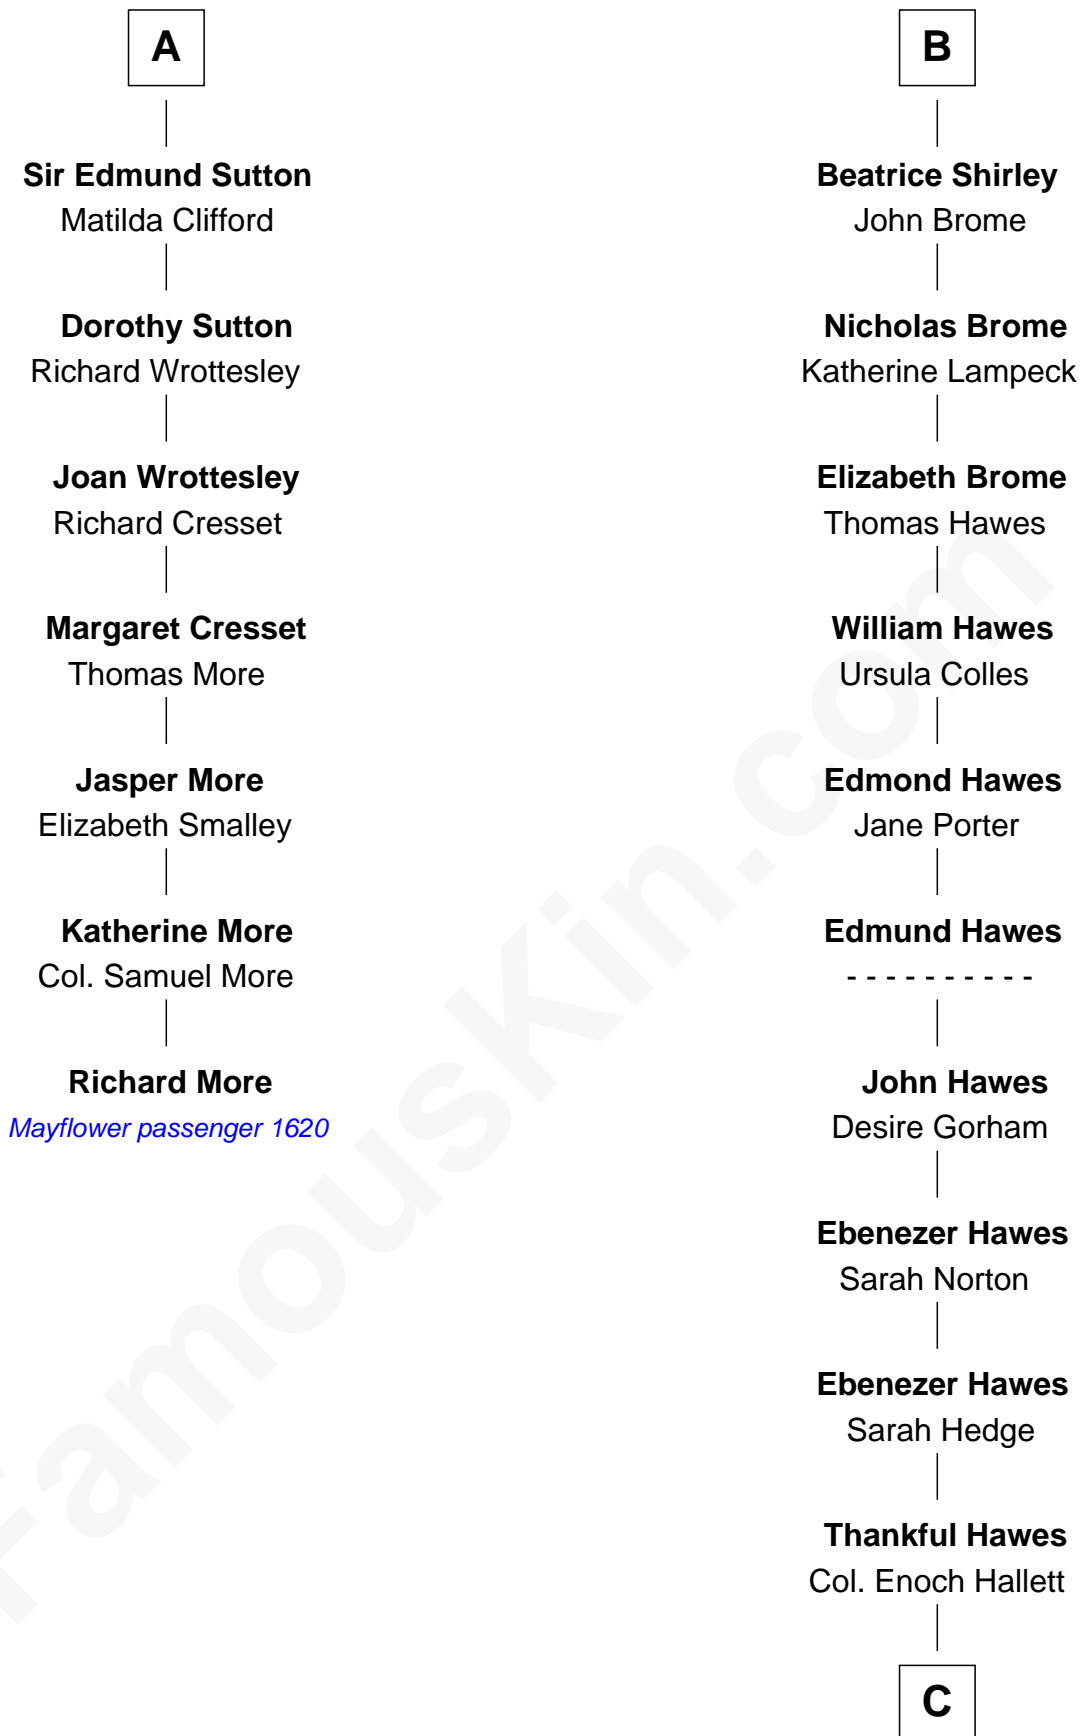 A
Sir Edmund Sutton
Matilda Clifford
Dorothy Sutton
Richard Wrottesley
Joan Wrottesley
Richard Cresset
Margaret Cresset
Thomas More
Jasper More
Elizabeth Smalley
Katherine More
Col. Samuel More
Richard More
Mayflower passenger 1620
B
Beatrice Shirley
John Brome
Nicholas Brome
Katherine Lampeck
Elizabeth Brome
Thomas Hawes
William Hawes
Ursula Colles
Edmond Hawes
Jane Porter
Edmund Hawes
- - - - - - - - - -
John Hawes
Desire Gorham
Ebenezer Hawes
Sarah Norton
Ebenezer Hawes
Sarah Hedge
Thankful Hawes
Col. Enoch Hallett
C
FamousKin.com